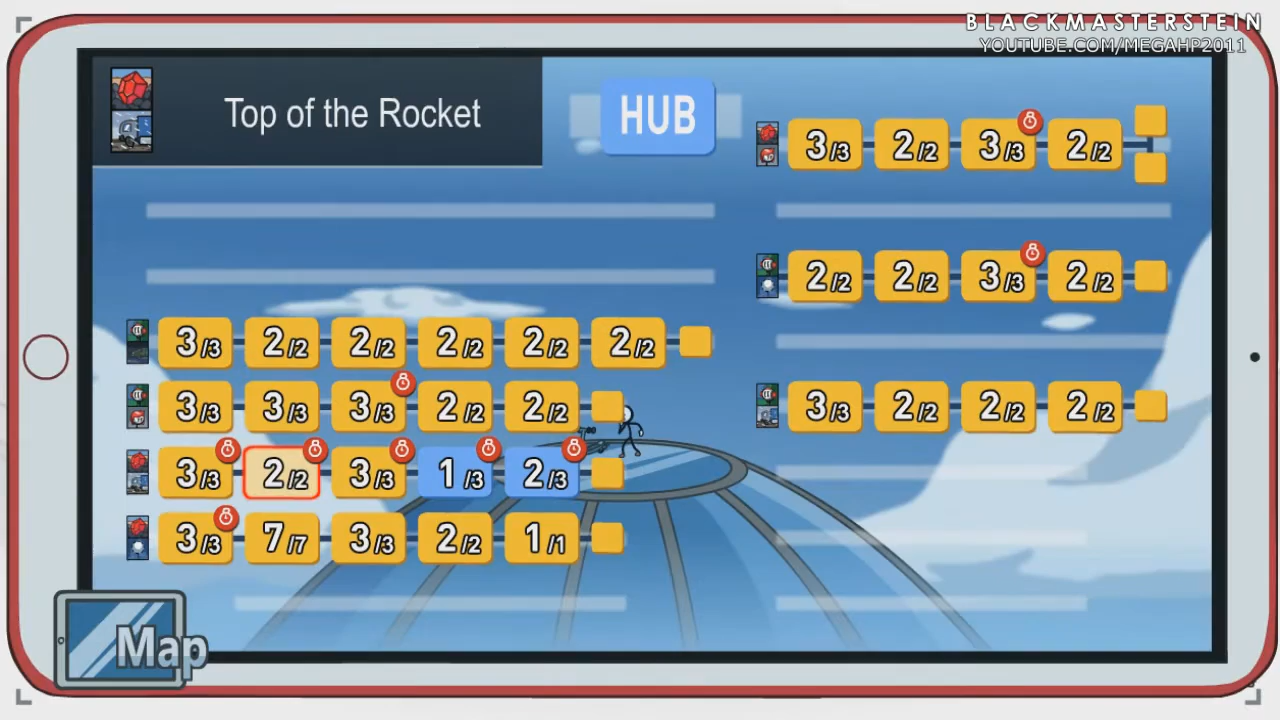 BLACKMASTERSTEIN
YOUTUBE.COM/MEGAHP2011
Top of the Rocket
HUB
3/3 2/2 3/3 2/2
2/2 2/2 3/3 2/2
3/3 2/2 2/2 2/2 2/2 2/2
3/3 3/3 3/3 2/2 2/2
3/3 2/2 2/2 2/2
3/3 2/2 3/3 1/3 2/3
3/3 7/7 3/3 2/2 1/1
Map